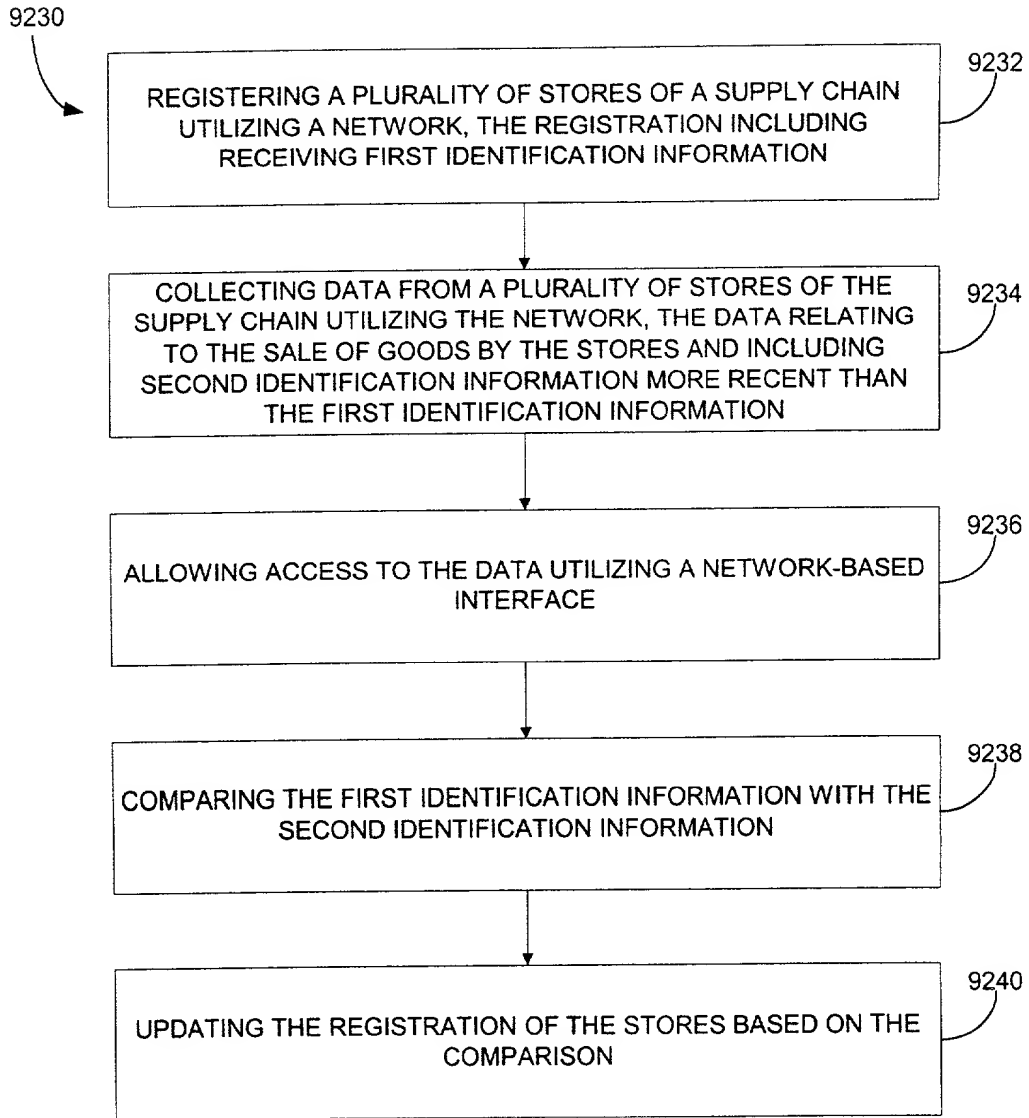 9230
9232
REGISTERING A PLURALITY OF STORES OF A SUPPLY CHAIN
UTILIZING A NETWORK, THE REGISTRATION INCLUDING
RECEIVING FIRST IDENTIFICATION INFORMATION
9234
COLLECTING DATA FROM A PLURALITY OF STORES OF THE
SUPPLY CHAIN UTILIZING THE NETWORK, THE DATA RELATING
TO THE SALE OF GOODS BY THE STORES AND INCLUDING
SECOND IDENTIFICATION INFORMATION MORE RECENT THAN
THE FIRST IDENTIFICATION INFORMATION
9236
ALLOWING ACCESS TO THE DATA UTILIZING A NETWORK-BASED
INTERFACE
9238
COMPARING THE FIRST IDENTIFICATION INFORMATION WITH THE
SECOND IDENTIFICATION INFORMATION
9240
UPDATING THE REGISTRATION OF THE STORES BASED ON THE
COMPARISON